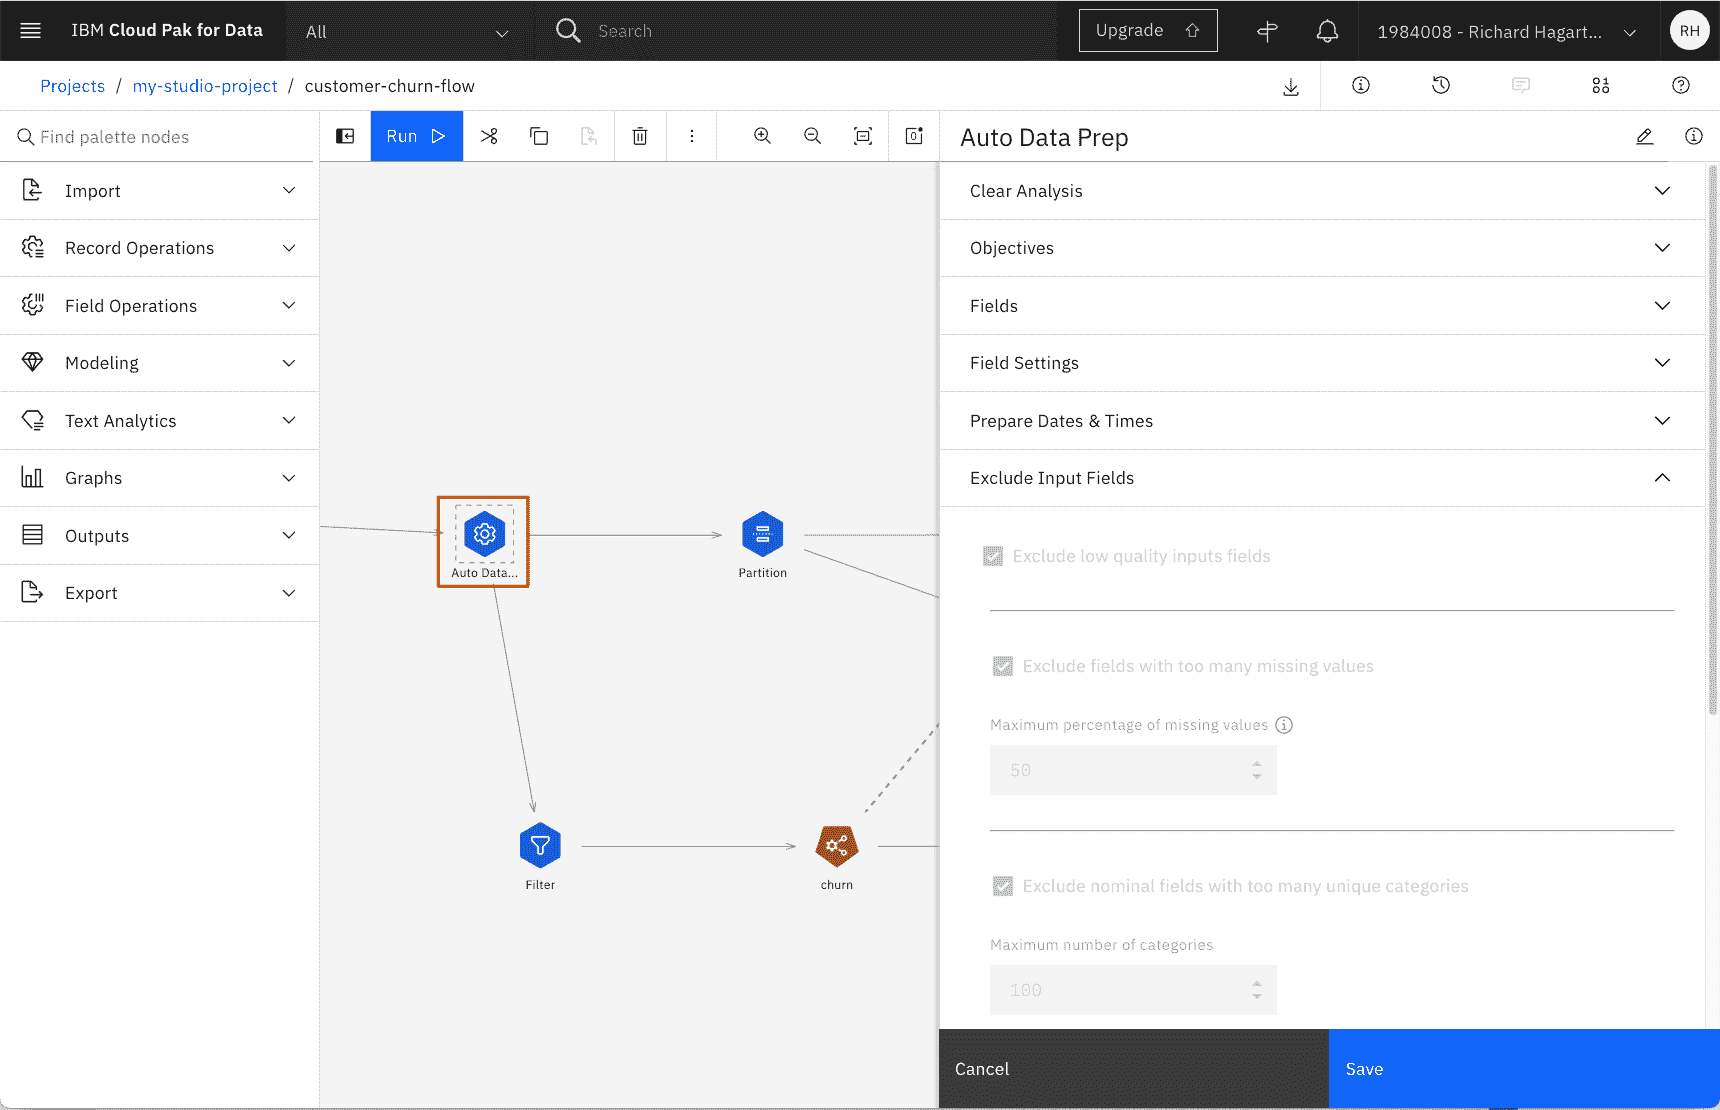 IBM Cloud Pak for Data
All
Search
Upgrade
1984008 - Richard Hagart...
RH
Projects / my-studio-project / customer-churn-flow
Find palette nodes
Run
Auto Data Prep
Import
Record Operations
Field Operations
Modeling
Text Analytics
Graphs
Outputs
Export
Auto Data...
Partition
Filter
churn
Clear Analysis
Objectives
Fields
Field Settings
Prepare Dates & Times
Exclude Input Fields
Exclude low quality inputs fields
Exclude fields with too many missing values
Maximum percentage of missing values
50
Exclude nominal fields with too many unique categories
Maximum number of categories
100
Cancel
Save